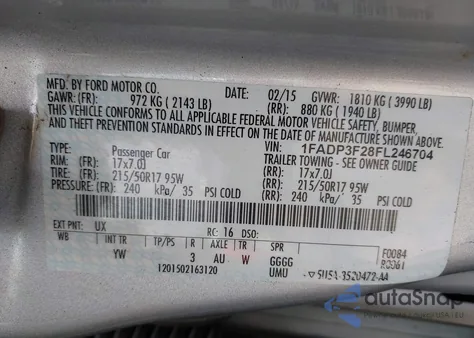 MFD. BY FORD MOTOR CO. DATE: 02/15 GVWR: 1810 KG (3990 LB)
GAWR: (FR): 972 KG (2143 LB) (RR): 880 KG (1940 LB)
THIS VEHICLE CONFORMS TO ALL APPLICABLE FEDERAL MOTOR VEHICLE SAFETY, BUMPER,
AND THEFT PREVENTION STANDARDS IN EFFECT ON THE DATE OF MANUFACTURE SHOWN ABOVE.
VIN: 1FADP3F28FL246704
TYPE: Passenger Car TRAILER TOWING - SEE OWNER GUIDE
RIM: (FR): 17x7.0J (RR): 17x7.0J
TIRE: (FR): 215/50R17 95W (RR): 215/50R17 95W
PRESSURE: (FR): 240 kPa/ 35 PSI COLD (RR): 240 kPa/ 35 PSI COLD
EXT PNT: UX RC: 16 DSO: F0084
WB INT TR TP/PS R AXLE TR SPR R0061
YW 3 AU W GGGG
1201502163120 UMU 5U5A-3520472-AA
autoSnap